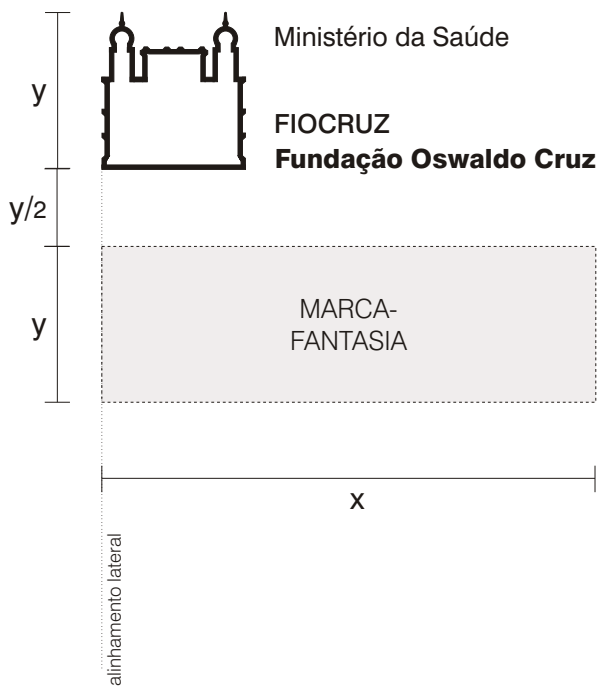 Ministério da Saúde
y
FIOCRUZ
Fundação Oswaldo Cruz
y/2
y
MARCA-
FANTASIA
x
alinhamento lateral